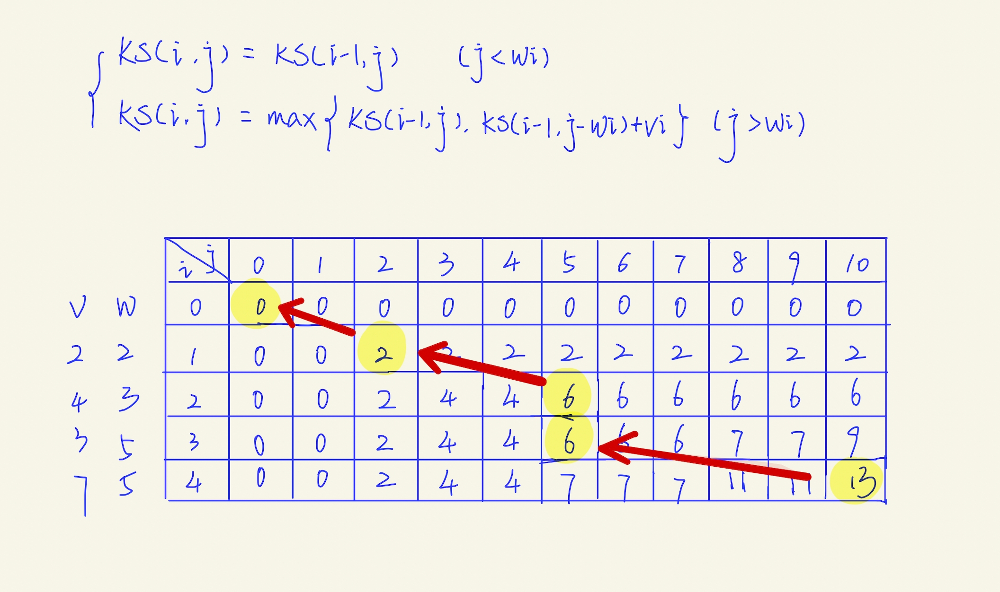 KS(i,j) = KS(i-1,j) (j<wi)
KS(i,j) = max{KS(i-1,j), KS(i-1,j-wi)+vi} (j>wi)
i j 0 1 2 3 4 5 6 7 8 9 10
V W 0 0 0 0 0 0 0 0 0 0 0 0
2 2 1 0 0 2 2 2 2 2 2 2 2 2
4 3 2 0 0 2 4 4 6 6 6 6 6 6
3 5 3 0 0 2 4 4 6 6 6 7 7 9
7 5 4 0 0 2 4 4 7 7 7 11 11 13